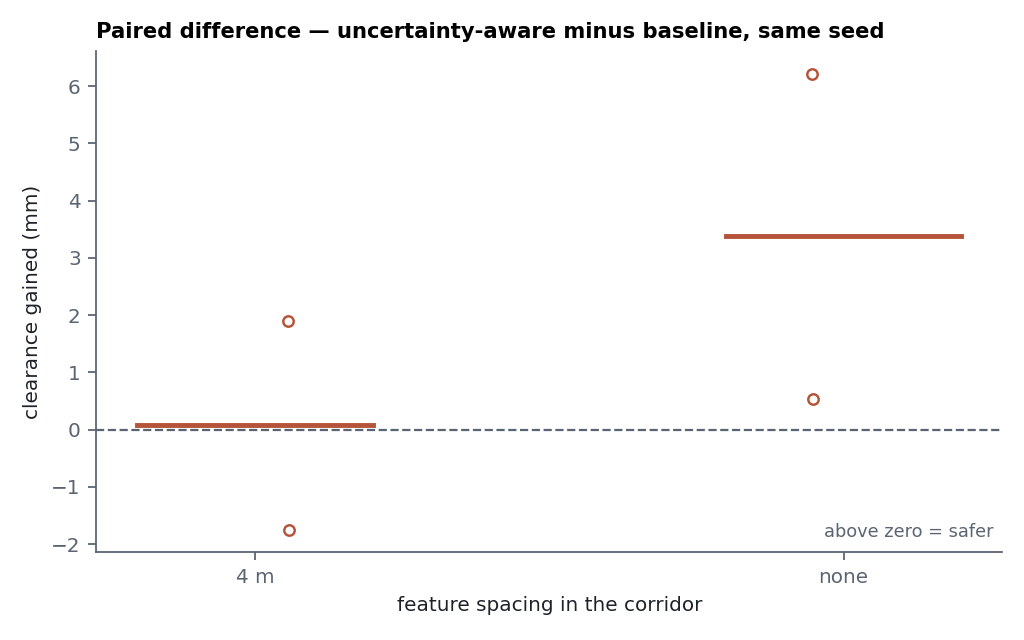 Paired difference — uncertainty-aware minus baseline, same seed
clearance gained (mm)
6
5
4
3
2
1
0
−1
−2
above zero = safer
4 m
none
feature spacing in the corridor